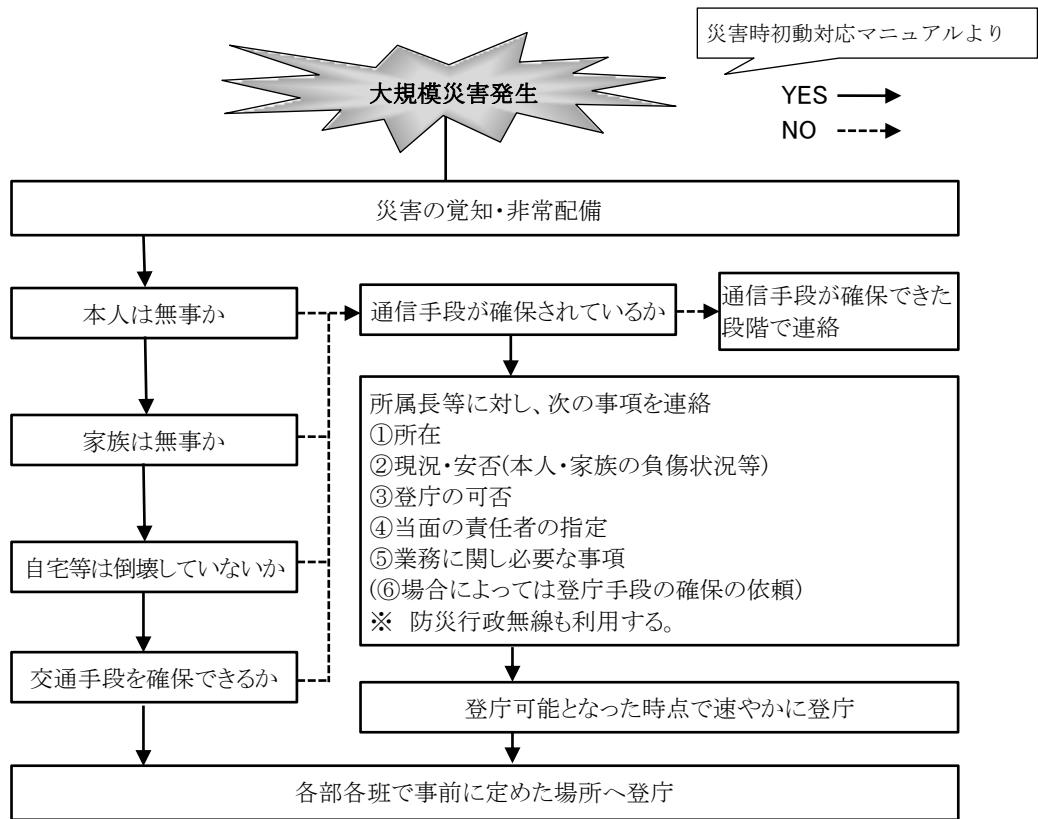 災害時初動対応マニュアルより
大規模災害発生
YES
NO
災害の覚知・非常配備
本人は無事か
通信手段が確保されているか
通信手段が確保できた
段階で連絡
家族は無事か
自宅等は倒壊していないか
交通手段を確保できるか
所属長等に対し、次の事項を連絡
①所在
②現況・安否(本人・家族の負傷状況等)
③登庁の可否
④当面の責任者の指定
⑤業務に関し必要な事項
(⑥場合によっては登庁手段の確保の依頼)
※ 防災行政無線も利用する。
登庁可能となった時点で速やかに登庁
各部各班で事前に定めた場所へ登庁